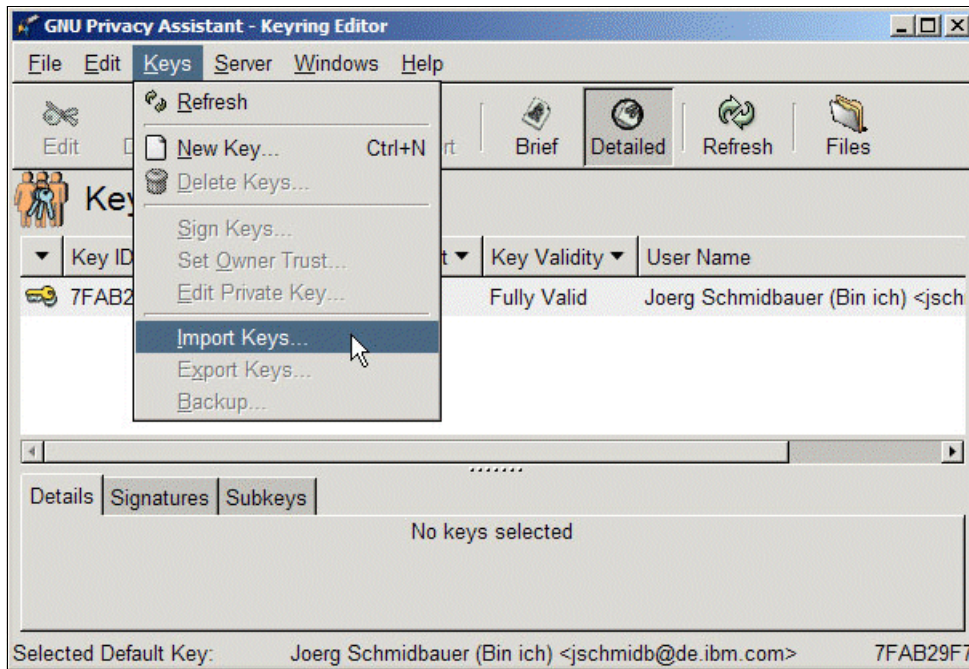 GNU Privacy Assistant - Keyring Editor
File Edit Keys Server Windows Help
Refresh
New Key... Ctrl+N
Delete Keys...
Sign Keys...
Set Owner Trust...
Edit Private Key...
Import Keys...
Export Keys...
Backup...
Edit Brief Detailed Refresh Files
Key ID Key Validity User Name
7FAB2 Fully Valid Joerg Schmidbauer (Bin ich) <jsch
Details Signatures Subkeys
No keys selected
Selected Default Key: Joerg Schmidbauer (Bin ich) <jschmidb@de.ibm.com> 7FAB29F7